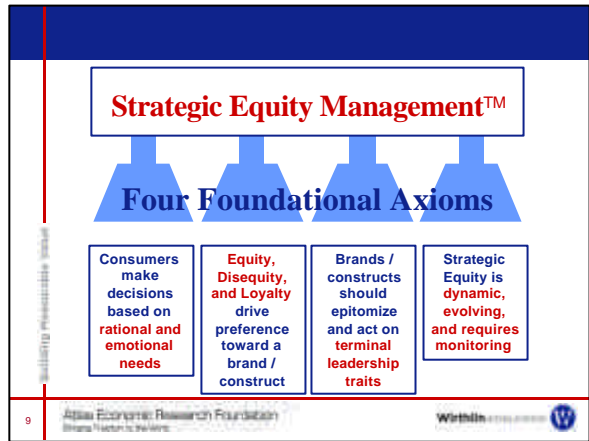 Strategic Equity Management™
Four Foundational Axioms
Consumers
make
decisions
based on
rational and
emotional
needs
Equity,
Disequity,
and Loyalty
drive
preference
toward a
brand /
construct
Brands /
constructs
should
epitomize
and act on
terminal
leadership
traits
Strategic
Equity is
dynamic,
evolving,
and requires
monitoring
9
Atlas Economic Research Foundation
Wirthlin
W